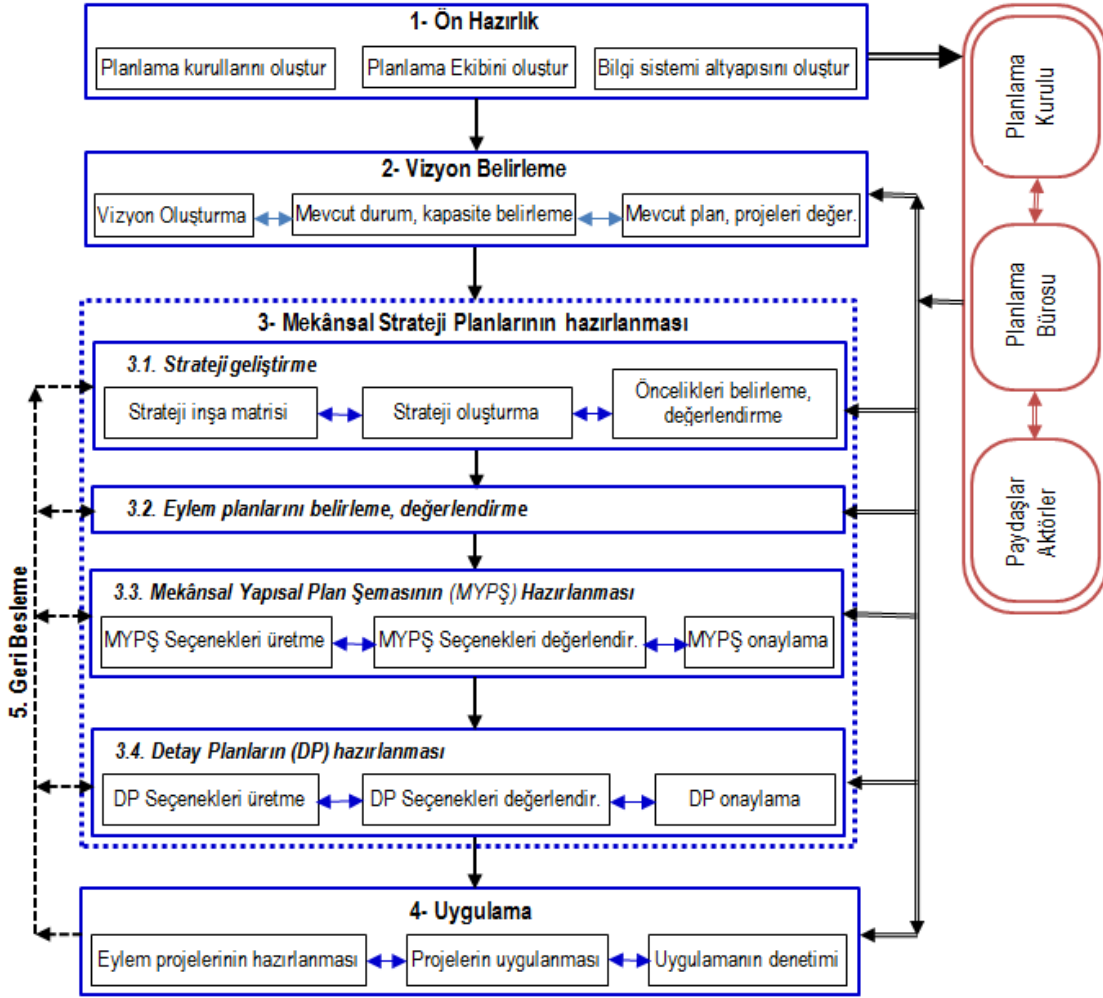 1- Ön Hazırlık
Planlama kurullarını oluştur
Planlama Ekibini oluştur
Bilgi sistemi altyapısını oluştur
2- Vizyon Belirleme
Vizyon Oluşturma
Mevcut durum, kapasite belirleme
Mevcut plan, projeleri değer.
3- Mekânsal Strateji Planlarının hazırlanması
3.1. Strateji geliştirme
Strateji inşa matrisi
Strateji oluşturma
Öncelikleri belirleme,
değerlendirme
3.2. Eylem planlarını belirleme, değerlendirme
3.3. Mekânsal Yapısal Plan Şemasının (MYPŞ) Hazırlanması
MYPŞ Seçenekleri üretme
MYPŞ Seçenekleri değerlendir.
MYPŞ onaylama
3.4. Detay Planların (DP) hazırlanması
DP Seçenekleri üretme
DP Seçenekleri değerlendir.
DP onaylama
4- Uygulama
Eylem projelerinin hazırlanması
Projelerin uygulanması
Uygulamanın denetimi
5. Geri Besleme
Planlama
Kurulu
Planlama
Bürosu
Paydaşlar
Aktörler